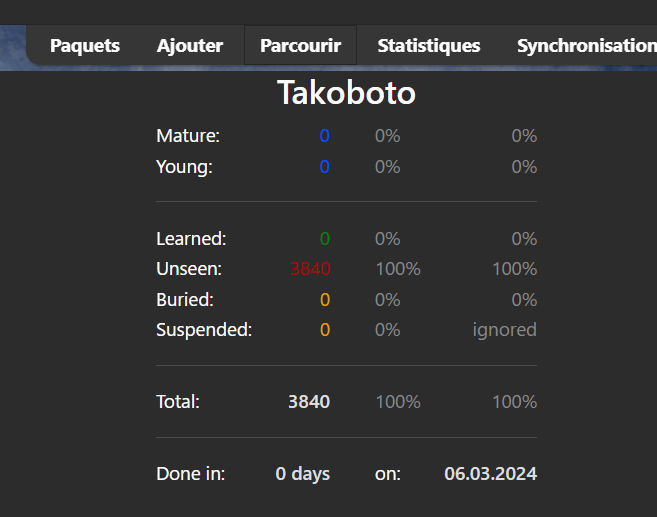 Paquets Ajouter Parcourir Statistiques Synchronisation
Takoboto
Mature: 0 0% 0%
Young: 0 0% 0%
Learned: 0 0% 0%
Unseen: 3840 100% 100%
Buried: 0 0% 0%
Suspended: 0 0% ignored
Total: 3840 100% 100%
Done in: 0 days on: 06.03.2024